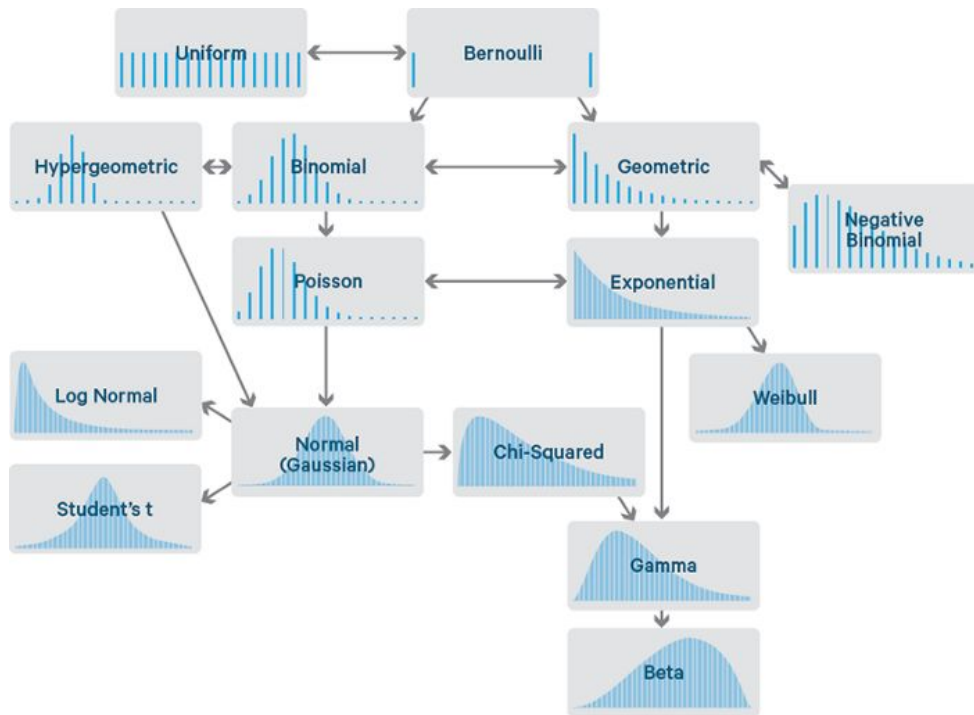 Uniform
Bernoulli
Hypergeometric
Binomial
Geometric
Negative
Binomial
Poisson
Exponential
Log Normal
Weibull
Normal
(Gaussian)
Chi-Squared
Student's t
Gamma
Beta